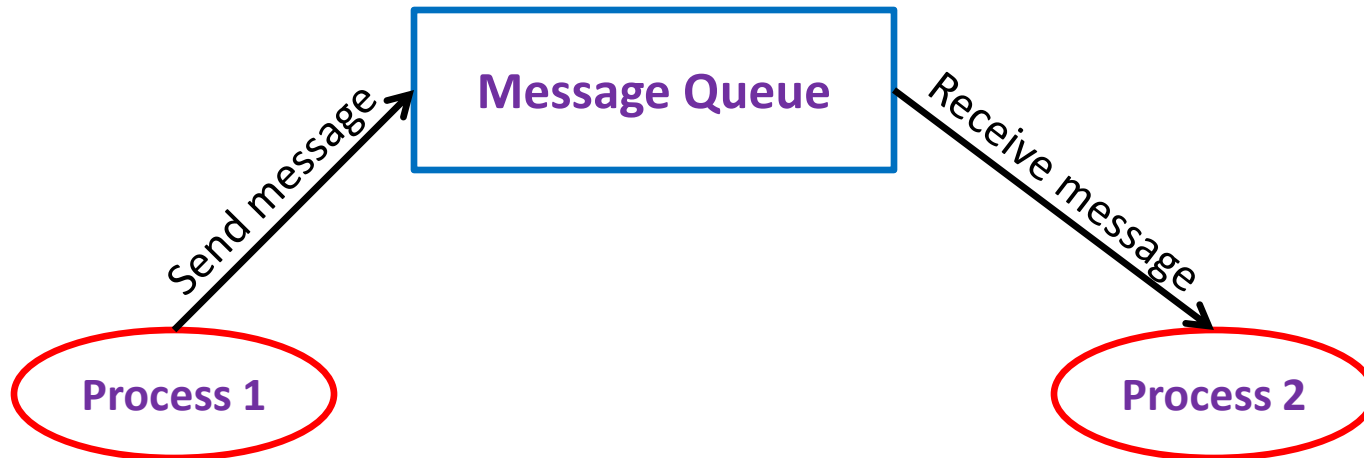 Message Queue
Send message
Receive message
Process 1
Process 2